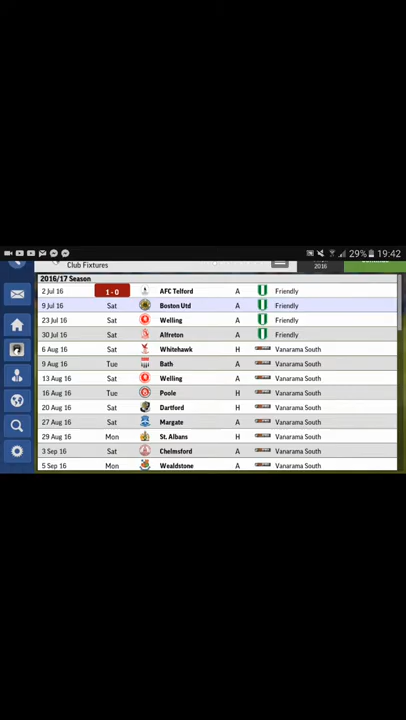 29% 19:42
Club Fixtures
2016
2016/17 Season
2 Jul 16 1 - 0 AFC Telford A Friendly
9 Jul 16 Sat Boston Utd A Friendly
23 Jul 16 Sat Welling A Friendly
30 Jul 16 Sat Alfreton A Friendly
6 Aug 16 Sat Whitehawk H Vanarama South
9 Aug 16 Tue Bath A Vanarama South
13 Aug 16 Sat Welling A Vanarama South
16 Aug 16 Tue Poole H Vanarama South
20 Aug 16 Sat Dartford H Vanarama South
27 Aug 16 Sat Margate A Vanarama South
29 Aug 16 Mon St. Albans H Vanarama South
3 Sep 16 Sat Chelmsford A Vanarama South
5 Sep 16 Mon Wealdstone A Vanarama South